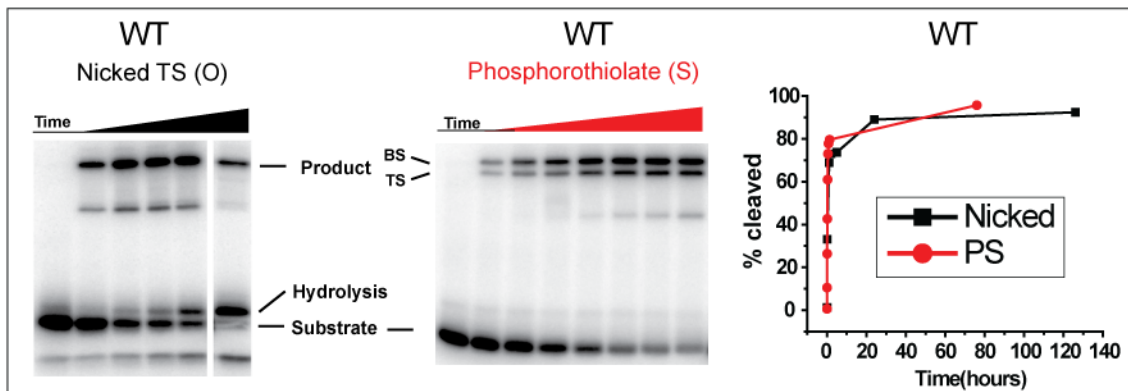 WT
Nicked TS (O)
Time
Product
Hydrolysis
Substrate
WT
Phosphorothiolate (S)
Time
BS
TS
WT
% cleaved
100
80
60
40
20
0
Nicked
PS
0 20 40 60 80 100 120 140
Time(hours)